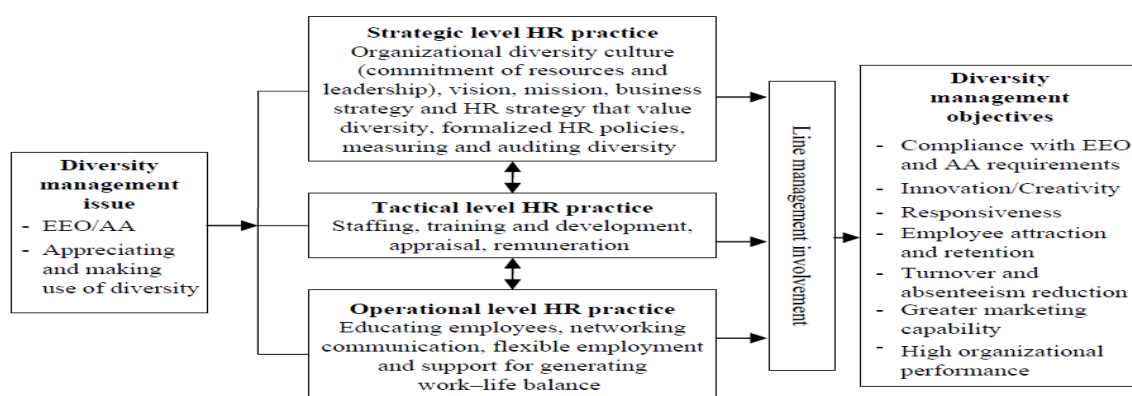 Diversity
management
issue
- EEO/AA
- Appreciating
and making
use of diversity
Strategic level HR practice
Organizational diversity culture
(commitment of resources and
leadership), vision, mission, business
strategy and HR strategy that value
diversity, formalized HR policies,
measuring and auditing diversity
Tactical level HR practice
Staffing, training and development,
appraisal, remuneration
Operational level HR practice
Educating employees, networking
communication, flexible employment
and support for generating
work–life balance
Line management involvement
Diversity
management
objectives
- Compliance with EEO
and AA requirements
- Innovation/Creativity
- Responsiveness
- Employee attraction
and retention
- Turnover and
absenteeism reduction
- Greater marketing
capability
- High organizational
performance